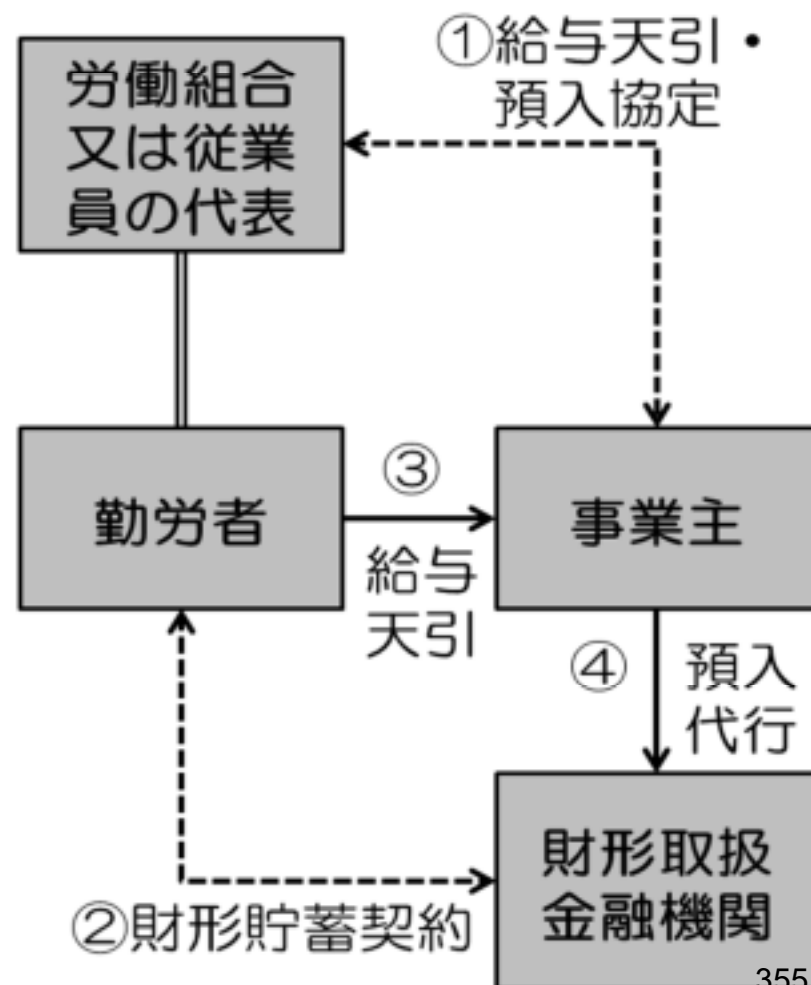 ①給与天引・
預入協定
労働組合
又は従業
員の代表
勤労者
③
給与
天引
事業主
④
預入
代行
②財形貯蓄契約
財形取扱
金融機関
355